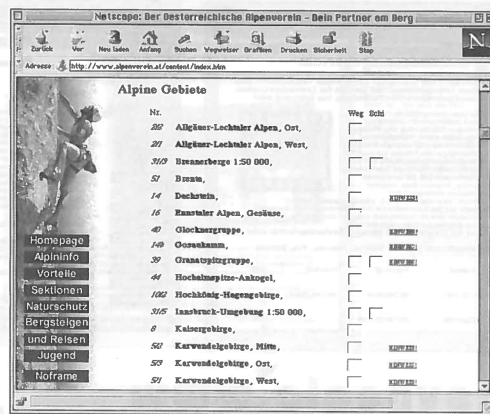 Netscape: Der Oesterreichische Alpenverein - Dein Partner am Berg
Zurück Vor Neu laden Anfang Suchen Wegweiser Grafiken Drucken Sicherheit Stop
N
Adresse: http://www.alpenverein.at/content/index.htm
Alpine Gebiete
Nr. Weg Schi
2/2 Allgäuer-Lechtaler Alpen, Ost,
2/1 Allgäuer-Lechtaler Alpen, West,
31/3 Brennerberge 1:50 000,
51 Brenta,
14 Dachstein,
16 Ennstaler Alpen, Gesäuse,
40 Glocknergruppe,
14b Gosaukamm,
39 Granatspitzgruppe,
44 Hochalmspitze-Ankogel,
10/2 Hochkönig-Hagengebirge,
31/5 Innsbruck-Umgebung 1:50 000,
8 Kaisergebirge,
5/2 Karwendelgebirge, Mitte,
5/3 Karwendelgebirge, Ost,
5/1 Karwendelgebirge, West,
Homepage
Alpininfo
Vorteile
Sektionen
Naturschutz
Bergsteigen
und Reisen
Jugend
Noframe